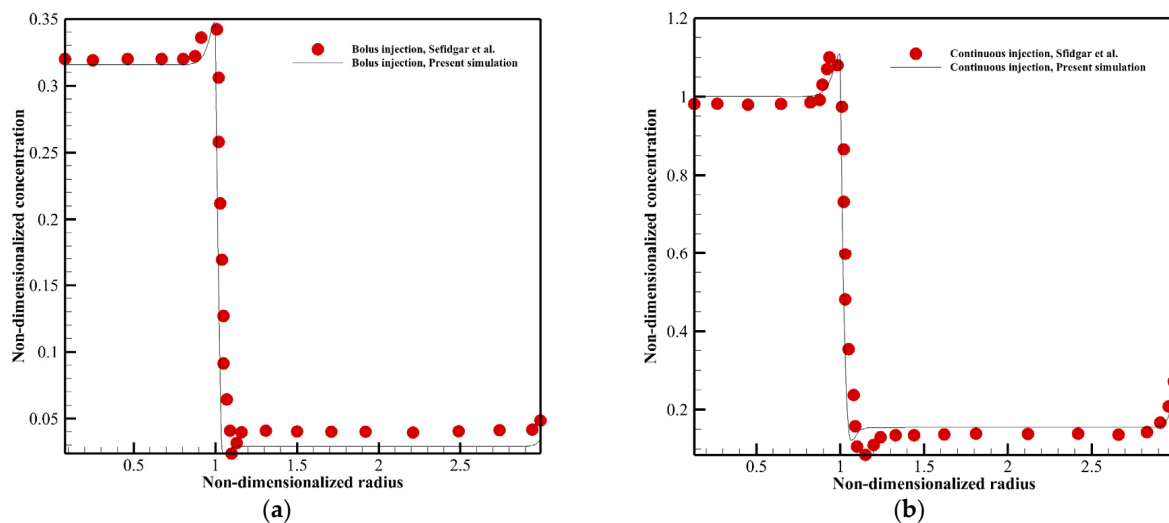 0.35
0.3
0.25
0.2
0.15
0.1
0.05
Non-dimensionalized concentration
Bolus injection, Sefidgar et al.
Bolus injection, Present simulation
0.5
1
1.5
2
2.5
Non-dimensionalized radius
(a)
1.2
1
0.8
0.6
0.4
0.2
Non-dimensionalized concentration
Continuous injection, Sfidgar et al.
Continuous injection, Present simulation
0.5
1
1.5
2
2.5
Non-dimensionalized radius
(b)